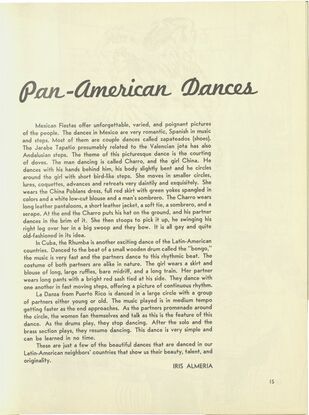 Pan-American Dances
Mexican Fiestas offer unforgettable, varied, and poignant pictures
of the people. The dances in Mexico are very romantic, Spanish in music
and steps. Most of them are couple dances called zapateados (shoes).
The Jarabe Tapatio presumably related to the Valencian jota has also
Andalusian steps. The theme of this picturesque dance is the courting
of doves. The man dancing is called Charro, and the girl China. He
dances with his hands behind him, his body slightly bent and he circles
around the girl with short bird-like steps. She moves in smaller circles,
lures, coquettes, advances and retreats very daintily and exquisitely. She
wears the China Poblana dress, full red skirt with green yokes spangled in
colors and a white low-cut blouse and a man's sombrero. The Charro wears
long leather pantaloons, a short leather jacket, a soft tie, a sombrero, and a
serape. At the end the Charro puts his hat on the ground, and his partner
dances in the brim of it. She then stoops to pick it up, he swinging his
right leg over her in a big swoop and they bow. It is all gay and quite
old-fashioned in its idea.
In Cuba, the Rhumba is another exciting dance of the Latin-American
countries. Danced to the beat of a small wooden drum called the "bongo,"
the music is very fast and the partners dance to this rhythmic beat. The
costume of both partners are alike in nature. The girl wears a skirt and
blouse of long, large ruffles, bare midriff, and a long train. Her partner
wears long pants with a bright red sash tied at his side. They dance with
one another in fast moving steps, offering a picture of continuous rhythm.
La Danza from Puerto Rico is danced in a large circle with a group
of partners either young or old. The music played is in medium tempo
getting faster as the end approaches. As the partners promenade around
the circle, the women fan themselves and talk as this is the feature of this
dance. As the drums play, they stop dancing. After the solo and the
brass section plays, they resume dancing. This dance is very simple and
can be learned in no time.
These are just a few of the beautiful dances that are danced in our
Latin-American neighbors' countries that show us their beauty, talent, and
originality.
IRIS ALMERIA
15